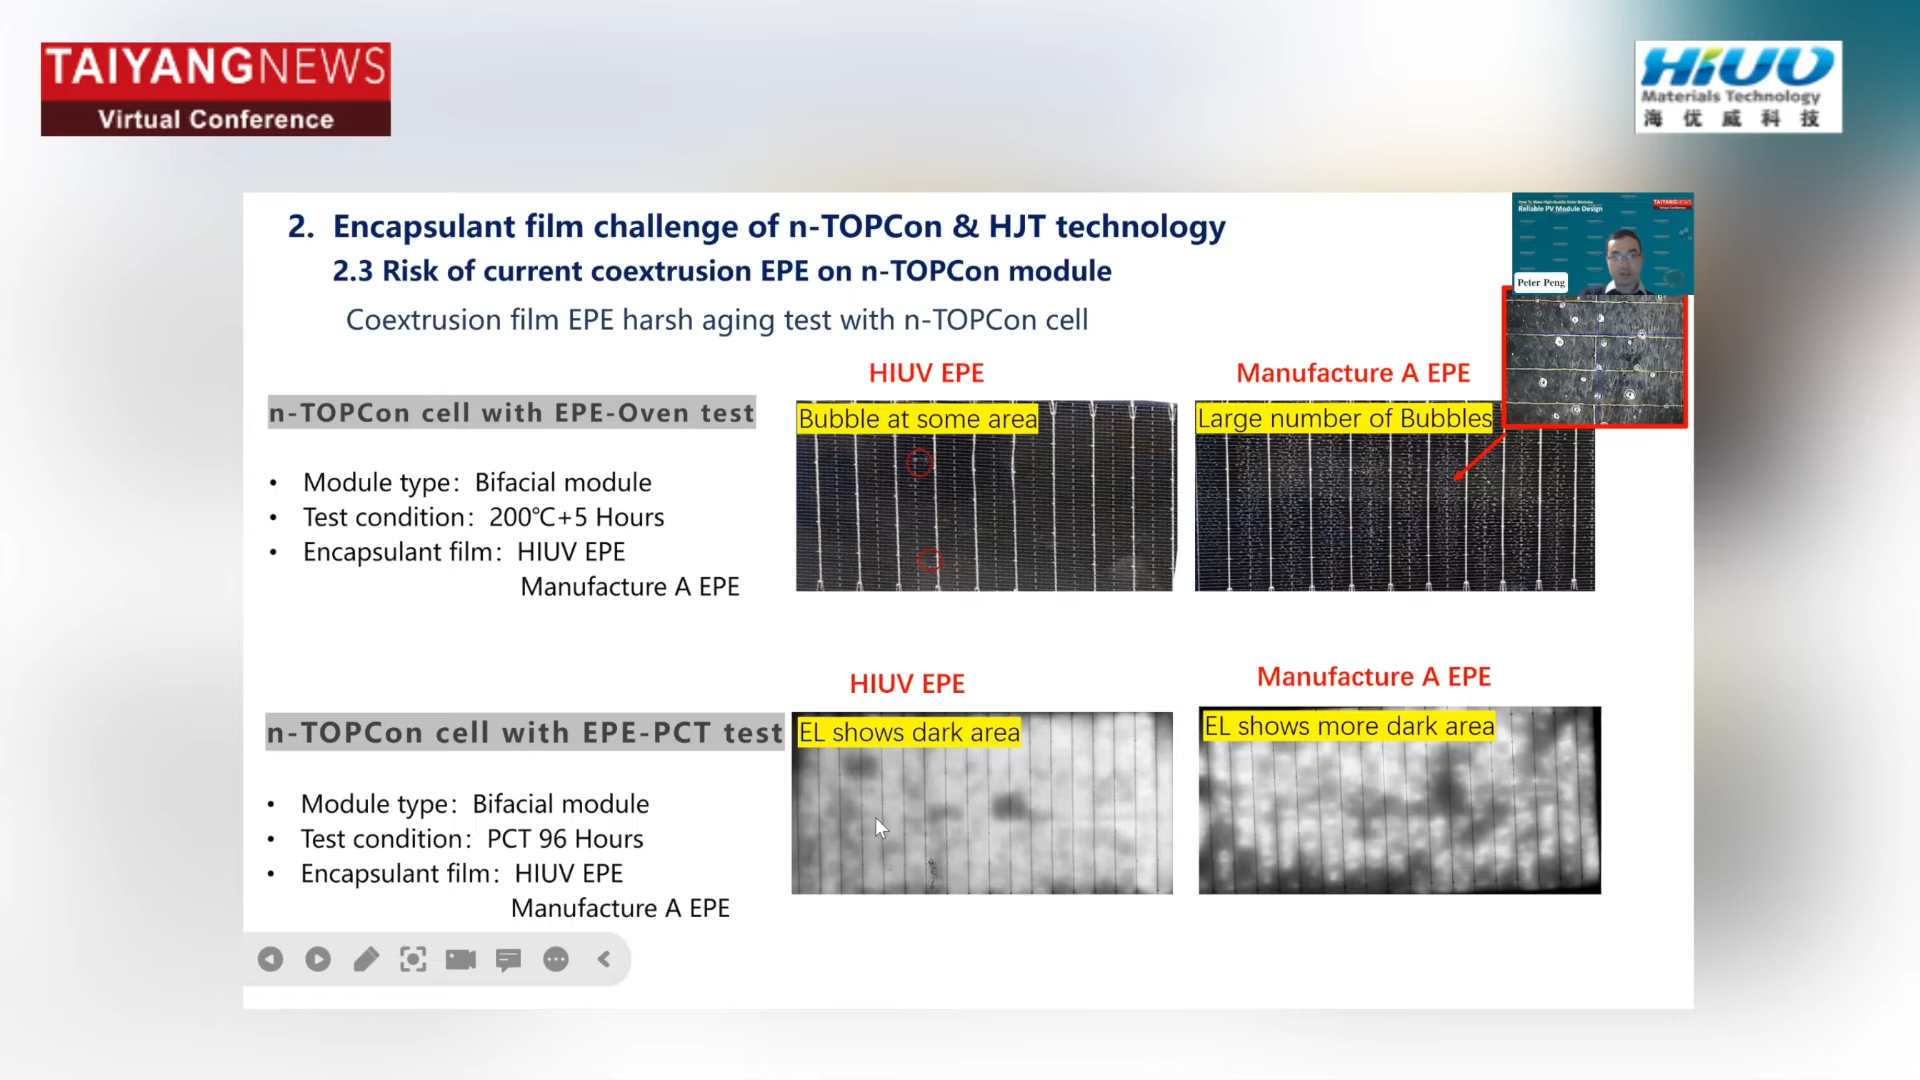 TAIYANGNEWS
Virtual Conference
HiUV
Materials Technology
海优威科技
2. Encapsulant film challenge of n-TOPCon & HJT technology
2.3 Risk of current coextrusion EPE on n-TOPCon module
Coextrusion film EPE harsh aging test with n-TOPCon cell
Reliable PV Module Design
TAIYANGNEWS
Peter Peng
HIUV EPE
Manufacture A EPE
n-TOPCon cell with EPE-Oven test
Bubble at some area
Large number of Bubbles
• Module type：Bifacial module
• Test condition：200℃+5 Hours
• Encapsulant film：HIUV EPE
Manufacture A EPE
HIUV EPE
Manufacture A EPE
n-TOPCon cell with EPE-PCT test
EL shows dark area
EL shows more dark area
• Module type：Bifacial module
• Test condition：PCT 96 Hours
• Encapsulant film：HIUV EPE
Manufacture A EPE